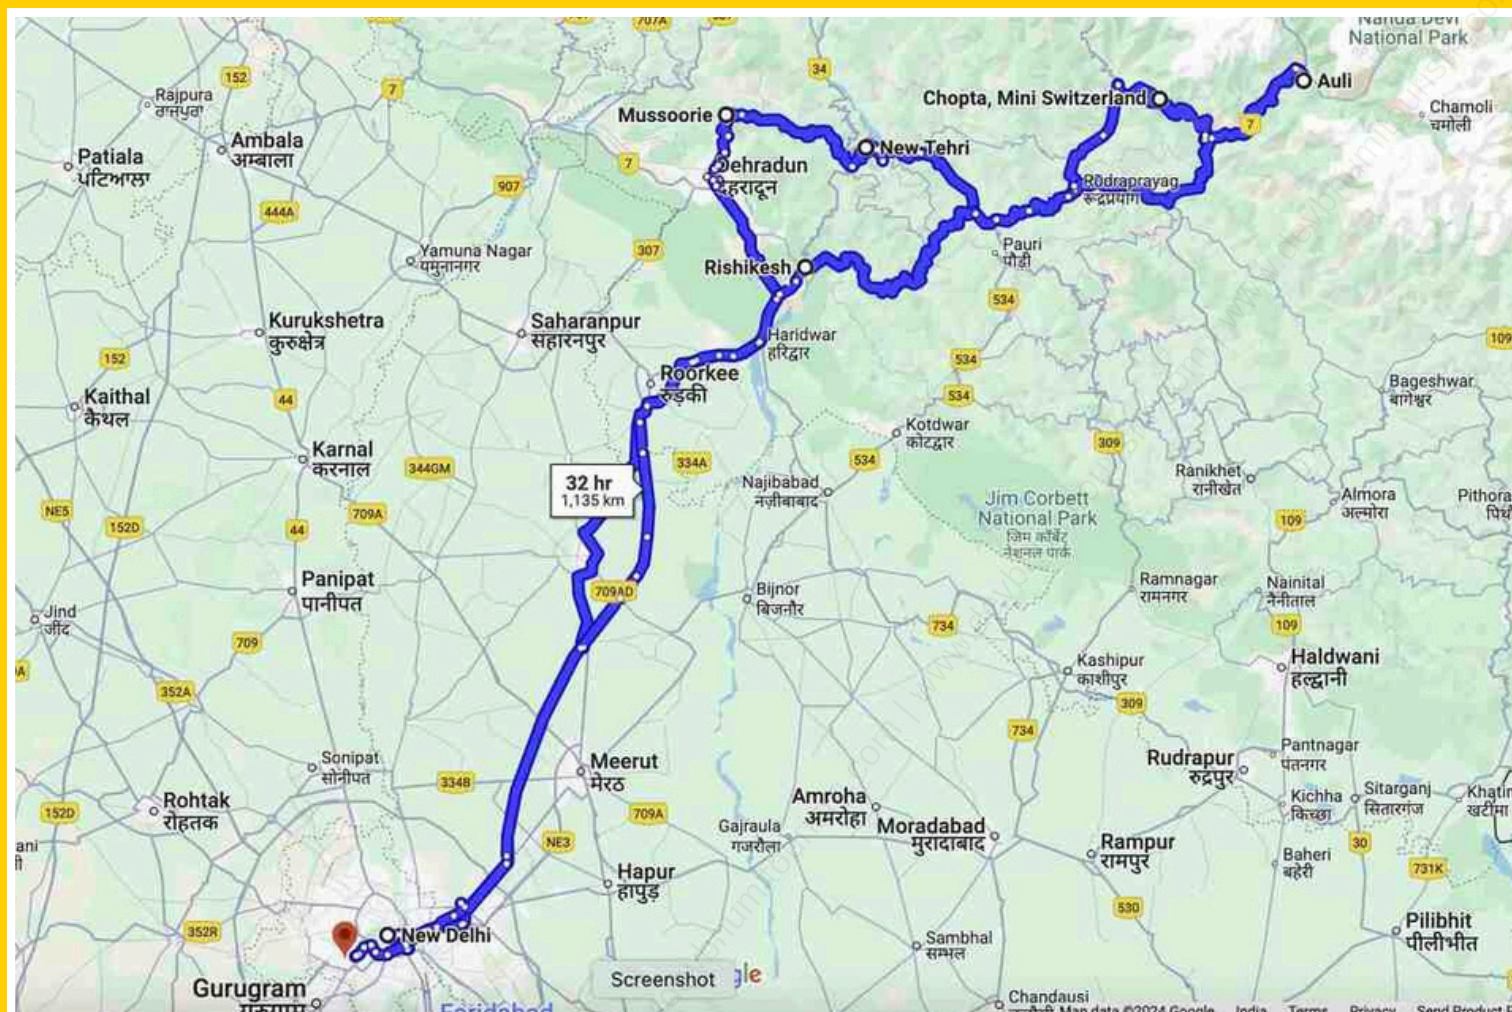 707A
Nanda Devi
National Park
152
Rajpura
ਰਾਜਪੁਰਾ
7
34
Auli
Chopta, Mini Switzerland
Mussoorie
Chamoli
चमोली
7
Ambala
अम्बाला
Patiala
ਪਟਿਆਲਾ
New Tehri
7
Dehradun
देहरादून
907
Rudraprayag
रूद्रप्रयाग
444A
Yamuna Nagar
यमुनानगर
307
Pauri
पौड़ी
Rishikesh
534
Kurukshetra
कुरुक्षेत्र
Saharanpur
सहारनपुर
Haridwar
हरिद्वार
109
152
534
Roorkee
रुड़की
Kaithal
कैथल
44
534
Bageshwar
बागेश्वर
Kotdwar
कोटद्वार
Karnal
करनाल
344GM
334A
534
309
Ranikhet
रानीखेत
32 hr
1,135 km
Najibabad
नज़ीबाबाद
Jim Corbett
National Park
जिम कॉर्बेट
नेशनल पार्क
Almora
अल्मोरा
Pithora
NE5
152D
709A
44
109
Panipat
पानीपत
709AD
Bijnor
बिजनौर
Ramnagar
रामनगर
Nainital
नैनीताल
Jind
जींद
734
109
709
Kashipur
काशीपुर
Haldwani
हल्द्वानी
352A
309
734
Sonipat
सोनीपत
Meerut
मेरठ
Rudrapur
रुद्रपुर
Pantnagar
पंतनगर
334B
Rohtak
रोहतक
152D
709A
Amroha
अमरोहा
Kichha
किच्छा
Sitarganj
सितारगंज
Khatim
खटीमा
Gajraula
गजरौला
Moradabad
मुरादाबाद
NE3
Rampur
रामपुर
30
Hapur
हापुड़
Baheri
बहेरी
731K
530
352R
New Delhi
Sambhal
सम्भल
Pilibhit
पीलीभीत
Screenshot
gle
Gurugram
गुरुग्राम
Faridabad
Chandausi
Map data ©2024 Google India Terms Privacy Send Product F